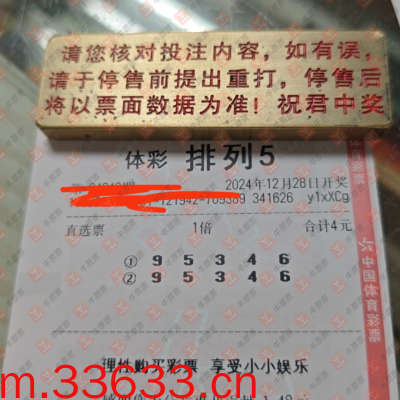 请您核对投注内容，如有误，
请于停售前提出重打，停售后
将以票面数据为准！祝君中奖
体彩 排列5
2024年12月28日开奖
341626 y1xXCg
直选票 1倍 合计4元
① 9 5 3 4 6
② 9 5 3 4 6
中国体育彩票
理性购买彩票 享受小小娱乐
m.33633.cn